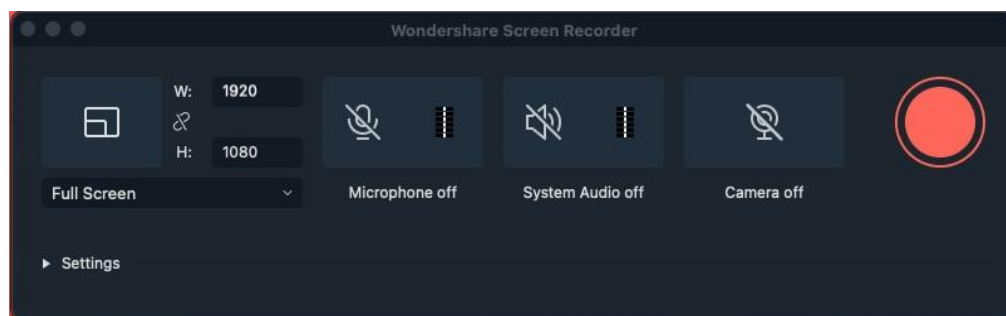 Wondershare Screen Recorder
W: 1920
H: 1080
Full Screen
Microphone off
System Audio off
Camera off
Settings